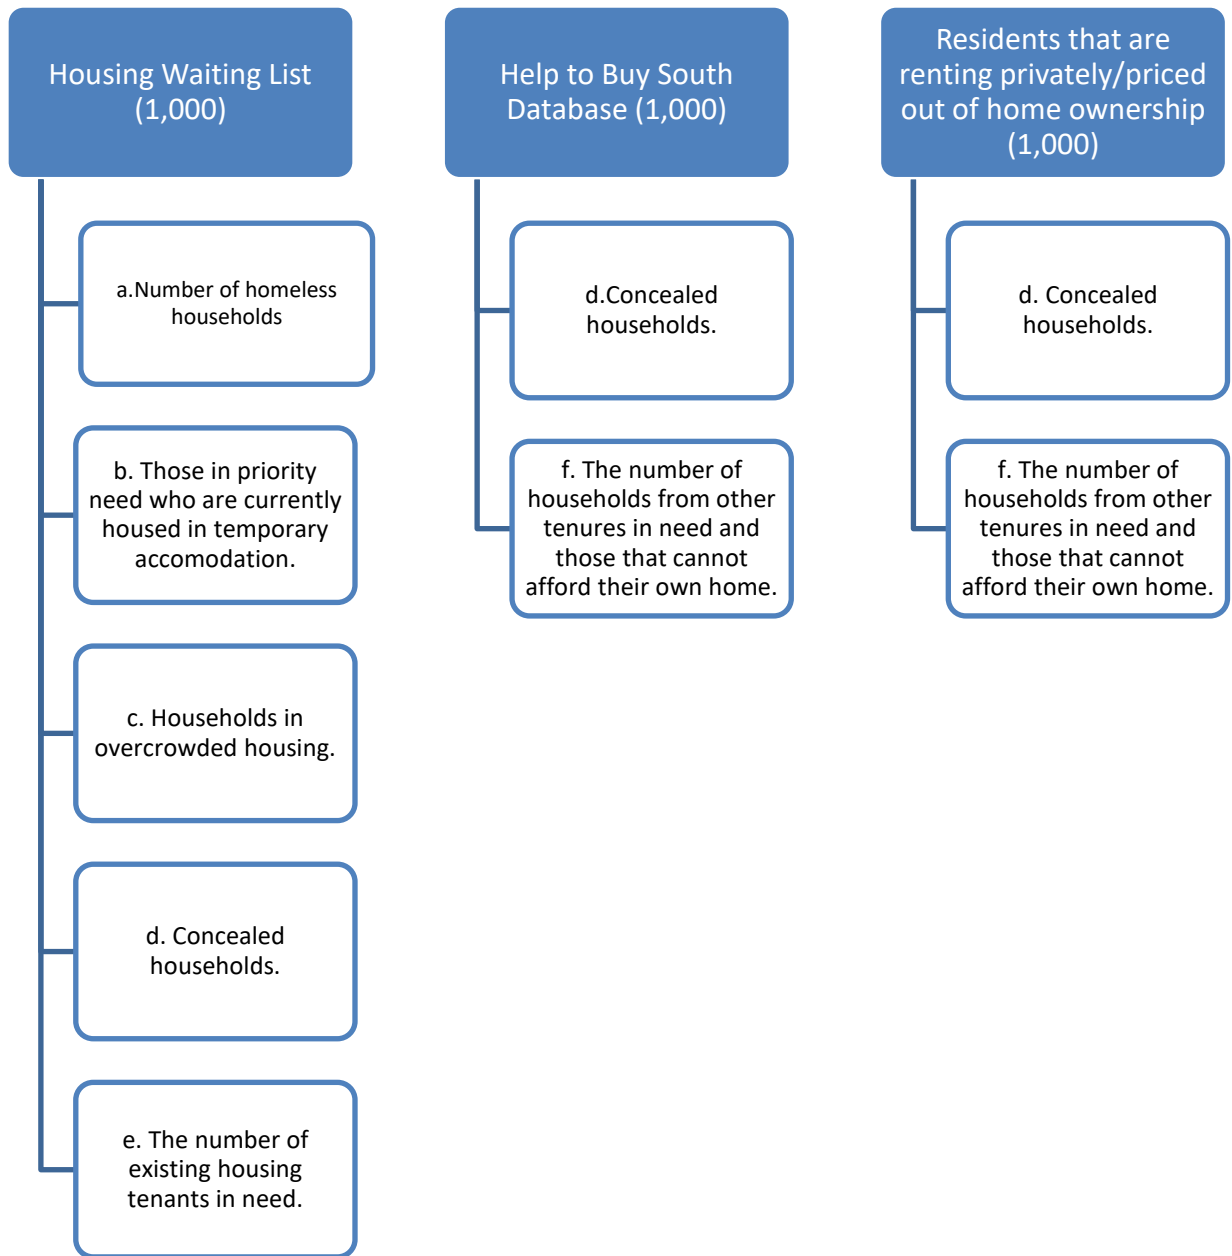 Housing Waiting List
(1,000)
a.Number of homeless
households
b. Those in priority
need who are currently
housed in temporary
accomodation.
c. Households in
overcrowded housing.
d. Concealed
households.
e. The number of
existing housing
tenants in need.
Help to Buy South
Database (1,000)
d.Concealed
households.
f. The number of
households from other
tenures in need and
those that cannot
afford their own home.
Residents that are
renting privately/priced
out of home ownership
(1,000)
d. Concealed
households.
f. The number of
households from other
tenures in need and
those that cannot
afford their own home.